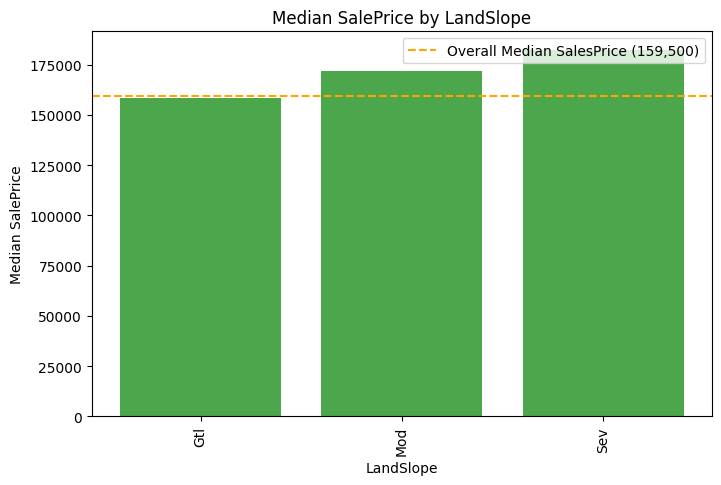 Median SalePrice by LandSlope
Overall Median SalesPrice (159,500)
175000
150000
125000
100000
75000
50000
25000
0
Median SalePrice
Gtl
Mod
Sev
LandSlope